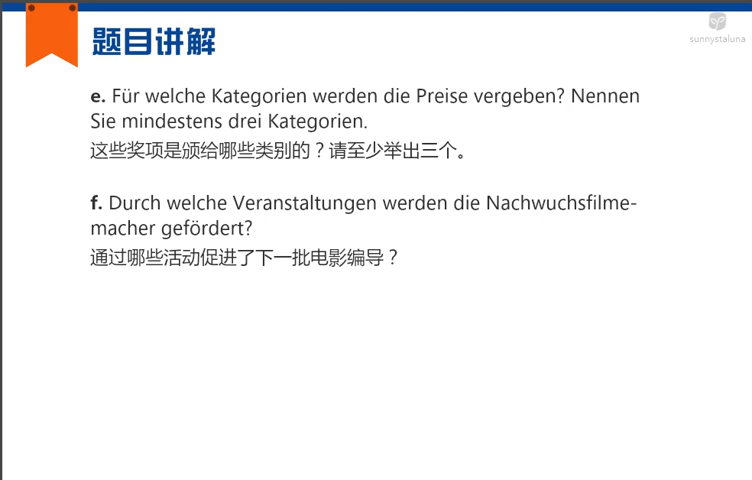 题目讲解
sunnystaluna
e. Für welche Kategorien werden die Preise vergeben? Nennen
Sie mindestens drei Kategorien.
这些奖项是颁给哪些类别的？请至少举出三个。
f. Durch welche Veranstaltungen werden die Nachwuchsfilme-
macher gefördert?
通过哪些活动促进了下一批电影编导？